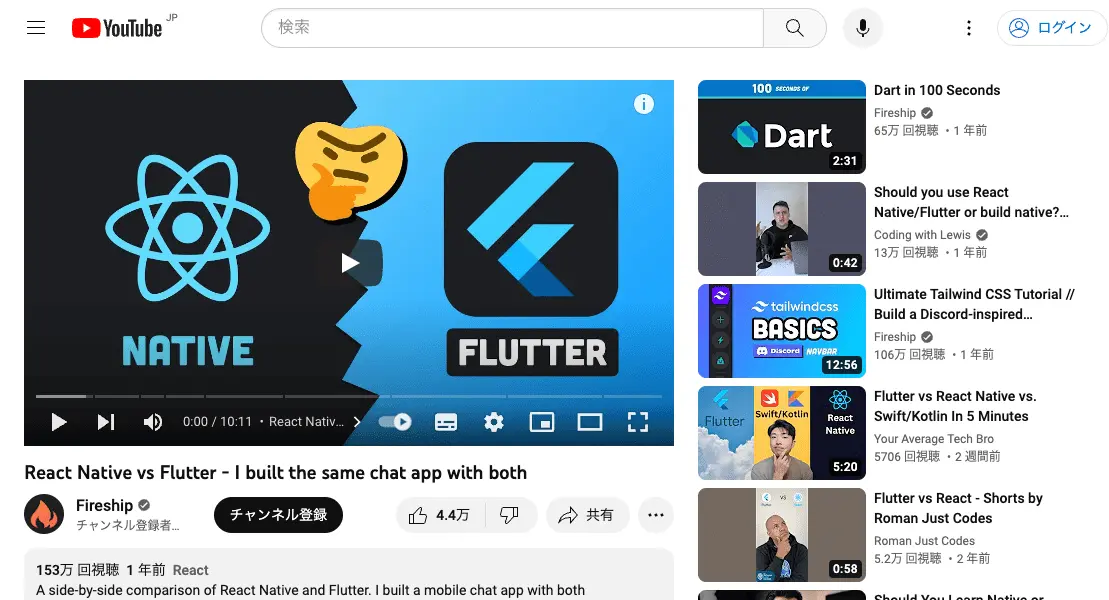 YouTube JP
検索
ログイン
NATIVE
FLUTTER
0:00 / 10:11 • React Nativ…
React Native vs Flutter - I built the same chat app with both
Fireship
チャンネル登録者…
チャンネル登録
4.4万
共有
153万 回視聴 1 年前 React
A side-by-side comparison of React Native and Flutter. I built a mobile chat app with both
100 SECONDS OF
Dart
2:31
Dart in 100 Seconds
Fireship
65万 回視聴 ・1 年前
0:42
Should you use React
Native/Flutter or build native?…
Coding with Lewis
13万 回視聴 ・1 年前
tailwindcss
BASICS
Discord NAVBAR
12:56
Ultimate Tailwind CSS Tutorial //
Build a Discord-inspired…
Fireship
106万 回視聴 ・1 年前
Flutter
Swift/Kotlin
React
Native
5:20
Flutter vs React Native vs.
Swift/Kotlin In 5 Minutes
Your Average Tech Bro
5706 回視聴 ・2 週間前
VS
0:58
Flutter vs React - Shorts by
Roman Just Codes
Roman Just Codes
5.2万 回視聴 ・2 年前
Should You Learn Native or